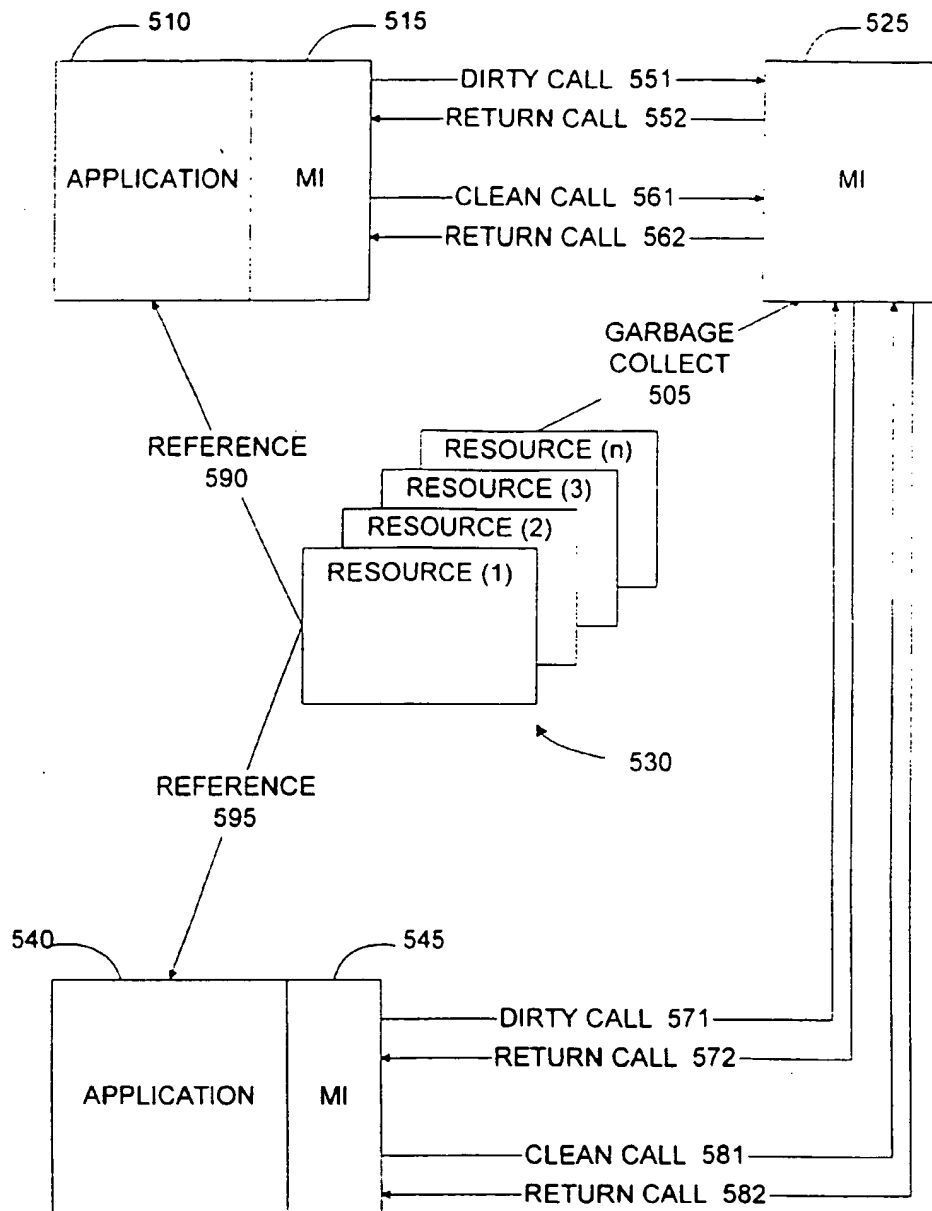 510
515
525
DIRTY CALL 551
RETURN CALL 552
APPLICATION
MI
MI
CLEAN CALL 561
RETURN CALL 562
GARBAGE
COLLECT
505
REFERENCE
590
RESOURCE (n)
RESOURCE (3)
RESOURCE (2)
RESOURCE (1)
530
REFERENCE
595
540
545
DIRTY CALL 571
RETURN CALL 572
APPLICATION
MI
CLEAN CALL 581
RETURN CALL 582